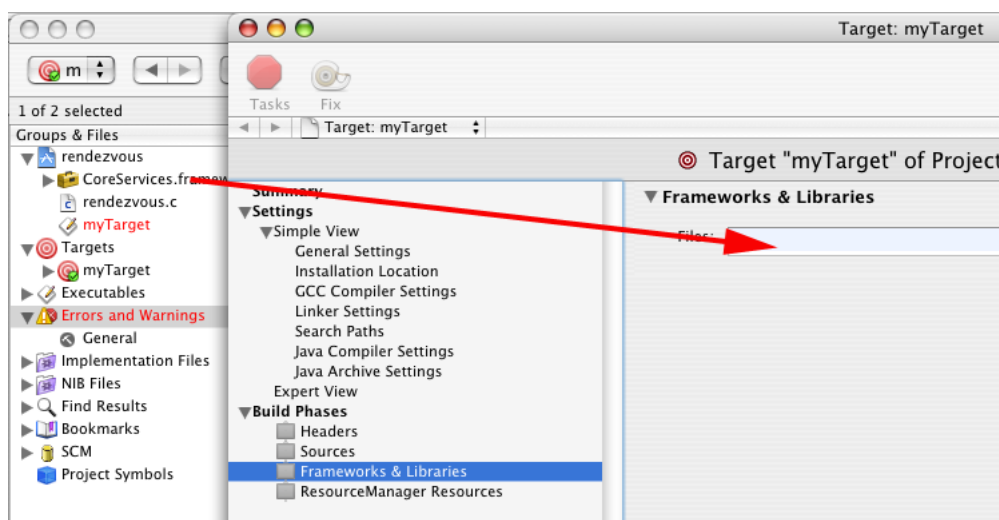 Target: myTarget
m
Tasks Fix
1 of 2 selected
Target: myTarget
Groups & Files
Target "myTarget" of Project
rendezvous
CoreServices.framew
rendezvous.c
myTarget
Targets
myTarget
Executables
Errors and Warnings
General
Implementation Files
NIB Files
Find Results
Bookmarks
SCM
Project Symbols
Summary
Settings
Simple View
General Settings
Installation Location
GCC Compiler Settings
Linker Settings
Search Paths
Java Compiler Settings
Java Archive Settings
Expert View
Build Phases
Headers
Sources
Frameworks & Libraries
ResourceManager Resources
Frameworks & Libraries
Files: